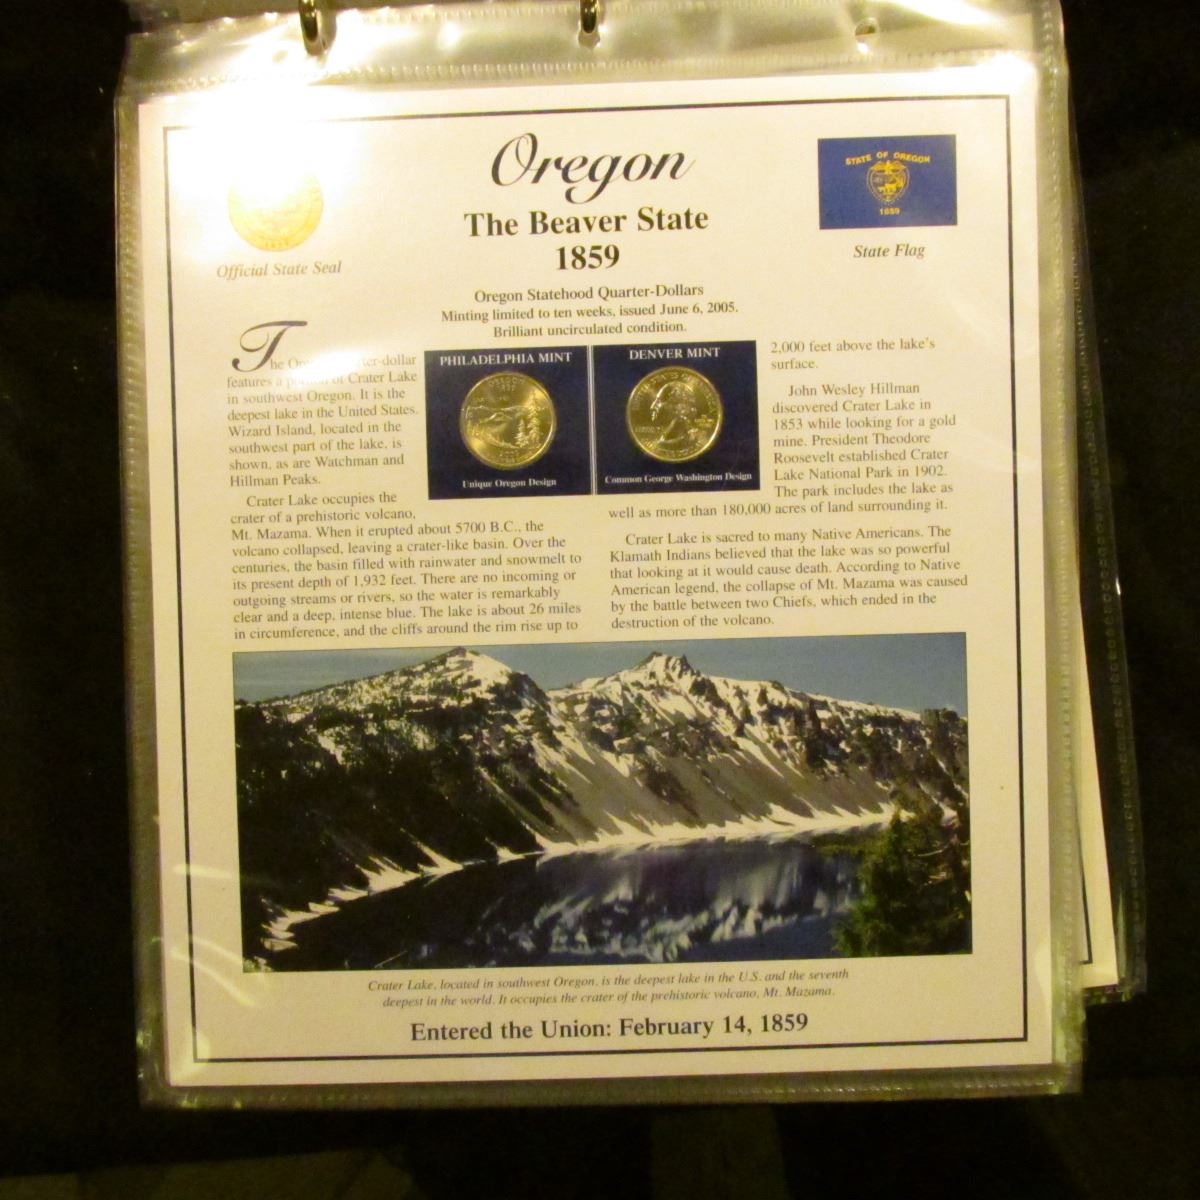 Oregon
The Beaver State
1859
STATE OF OREGON
1859
Official State Seal
State Flag
Oregon Statehood Quarter-Dollars
Minting limited to ten weeks, issued June 6, 2005.
Brilliant uncirculated condition.
The quarter-dollar
features a portion of Crater Lake
in southwest Oregon. It is the
deepest lake in the United States.
Wizard Island, located in the
southwest part of the lake, is
shown, as are Watchman and
Hillman Peaks.
Crater Lake occupies the
crater of a prehistoric volcano,
Mt. Mazama. When it erupted about 5700 B.C., the
volcano collapsed, leaving a crater-like basin. Over the
centuries, the basin filled with rainwater and snowmelt to
its present depth of 1,932 feet. There are no incoming or
outgoing streams or rivers, so the water is remarkably
clear and a deep, intense blue. The lake is about 26 miles
in circumference, and the cliffs around the rim rise up to
PHILADELPHIA MINT
OREGON
Unique Oregon Design
DENVER MINT
Common George Washington Design
2,000 feet above the lake's
surface.
John Wesley Hillman
discovered Crater Lake in
1853 while looking for a gold
mine. President Theodore
Roosevelt established Crater
Lake National Park in 1902.
The park includes the lake as
well as more than 180,000 acres of land surrounding it.
Crater Lake is sacred to many Native Americans. The
Klamath Indians believed that the lake was so powerful
that looking at it would cause death. According to Native
American legend, the collapse of Mt. Mazama was caused
by the battle between two Chiefs, which ended in the
destruction of the volcano.
Crater Lake, located in southwest Oregon, is the deepest lake in the U.S. and the seventh
deepest in the world. It occupies the crater of the prehistoric volcano, Mt. Mazama.
Entered the Union: February 14, 1859